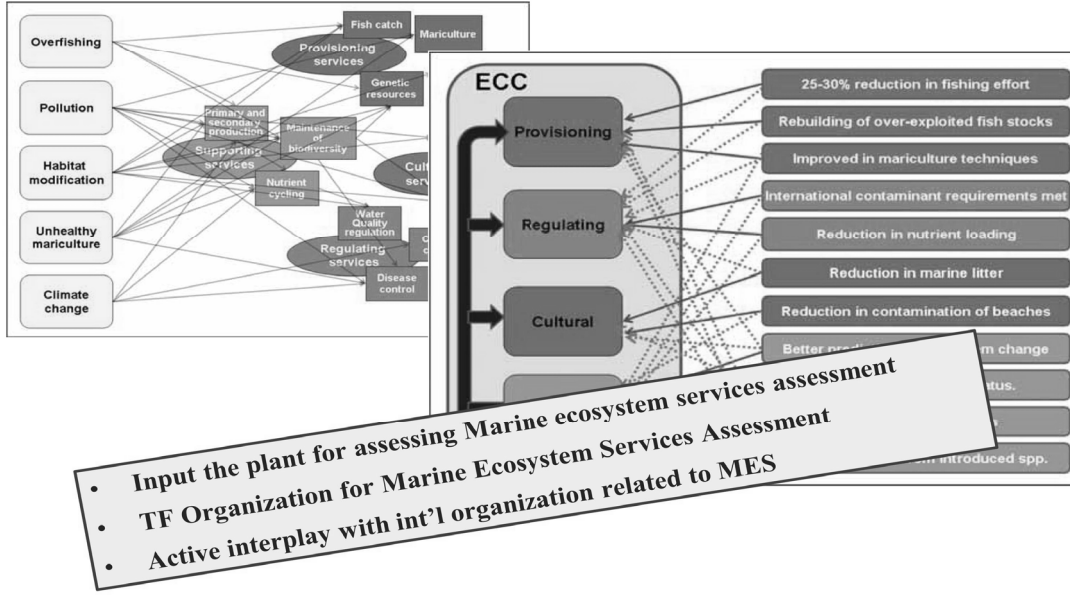 Overfishing
Pollution
Habitat
modification
Unhealthy
mariculture
Climate
change
Fish catch
Mariculture
Provisioning
services
Genetic
resources
Primary and
secondary
production
Maintenance
of
biodiversity
Supporting
services
Nutrient
cycling
Water
Quality
regulation
Regulating
services
Disease
control
ECC
Provisioning
Regulating
Cultural
25-30% reduction in fishing effort
Rebuilding of over-exploited fish stocks
Improved in mariculture techniques
International contaminant requirements met
Reduction in nutrient loading
Reduction in marine litter
Reduction in contamination of beaches
Better change
introduced spp.
• Input the plant for assessing Marine ecosystem services assessment
• TF Organization for Marine Ecosystem Services Assessment
• Active interplay with int'l organization related to MES